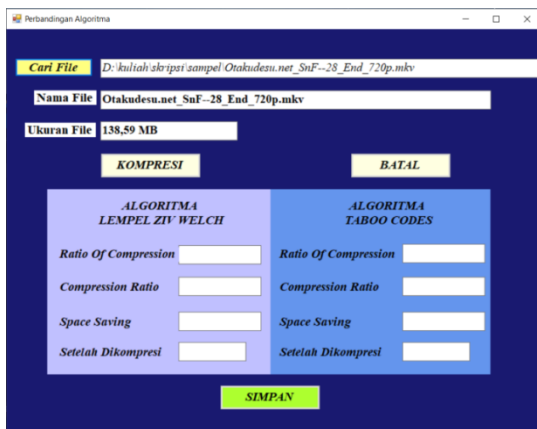 Perbandingan Algoritma
Cari File D:\kuliah\skripsi\sampel\Otakudesu.net_SnF--28_End_720p.mkv
Nama File Otakudesu.net_SnF--28_End_720p.mkv
Ukuran File 138,59 MB
KOMPRESI BATAL
ALGORITMA
LEMPEL ZIV WELCH
Ratio Of Compression
Compression Ratio
Space Saving
Setelah Dikompresi
ALGORITMA
TABOO CODES
Ratio Of Compression
Compression Ratio
Space Saving
Setelah Dikompresi
SIMPAN